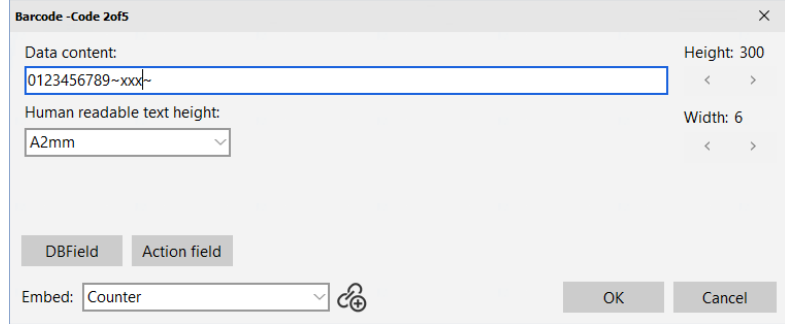 Barcode -Code 2of5
Data content:
Height: 300
0123456789~xxx~
Human readable text height:
Width: 6
A2mm
DBField
Action field
Embed:
Counter
OK
Cancel